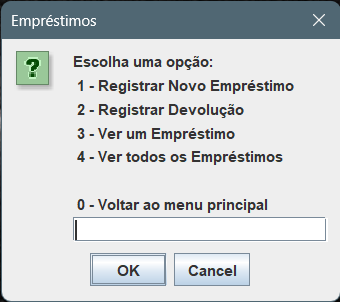 Empréstimos
Escolha uma opção:
1 - Registrar Novo Empréstimo
2 - Registrar Devolução
3 - Ver um Empréstimo
4 - Ver todos os Empréstimos
0 - Voltar ao menu principal
OK
Cancel